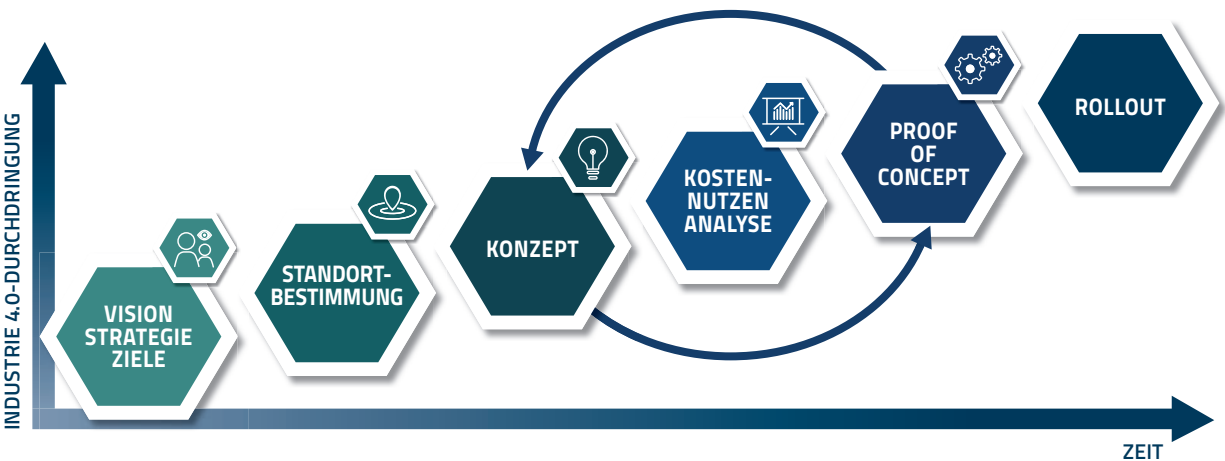 INDUSTRIE 4.0-DURCHDRINGUNG
VISION
STRATEGIE
ZIELE
STANDORT-
BESTIMMUNG
KONZEPT
KOSTEN-
NUTZEN
ANALYSE
PROOF
OF
CONCEPT
ROLLOUT
ZEIT